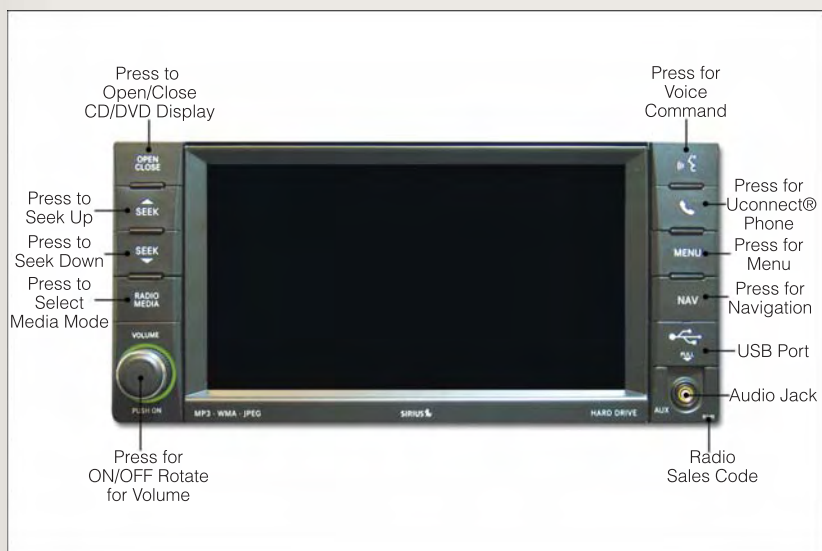 Press to
Open/Close
CD/DVD Display
Press for
Voice
Command
OPEN
CLOSE
Press to
Seek Up
SEEK
Press for
Uconnect®
Phone
Press to
Seek Down
SEEK
MENU
Press for
Menu
Press to
Select
Media Mode
RADIO
MEDIA
NAV
Press for
Navigation
VOLUME
PULL
USB Port
PUSH ON
MP3 - WMA - JPEG
SIRIUS
HARD DRIVE
AUX
Audio Jack
Press for
ON/OFF Rotate
for Volume
Radio
Sales Code